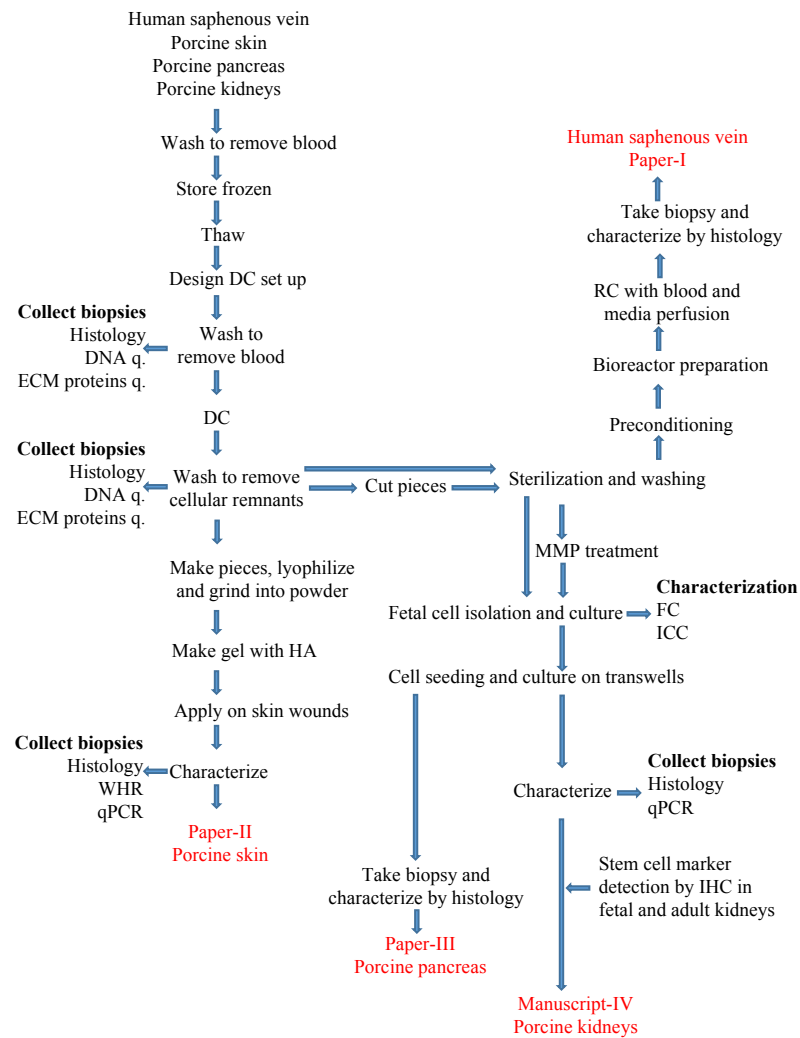 Human saphenous vein
Porcine skin
Porcine pancreas
Porcine kidneys
Wash to remove blood
Store frozen
Thaw
Design DC set up
Collect biopsies
Histology
DNA q.
ECM proteins q.
Wash to
remove blood
DC
Collect biopsies
Histology
DNA q.
ECM proteins q.
Wash to remove
cellular remnants
Cut pieces
Sterilization and washing
Preconditioning
Bioreactor preparation
RC with blood and
media perfusion
Take biopsy and
characterize by histology
Human saphenous vein
Paper-I
Make pieces, lyophilize
and grind into powder
Make gel with HA
Apply on skin wounds
Collect biopsies
Histology
WHR
qPCR
Characterize
Paper-II
Porcine skin
MMP treatment
Fetal cell isolation and culture
Characterization
FC
ICC
Cell seeding and culture on transwells
Take biopsy and
characterize by histology
Paper-III
Porcine pancreas
Characterize
Collect biopsies
Histology
qPCR
Stem cell marker
detection by IHC in
fetal and adult kidneys
Manuscript-IV
Porcine kidneys